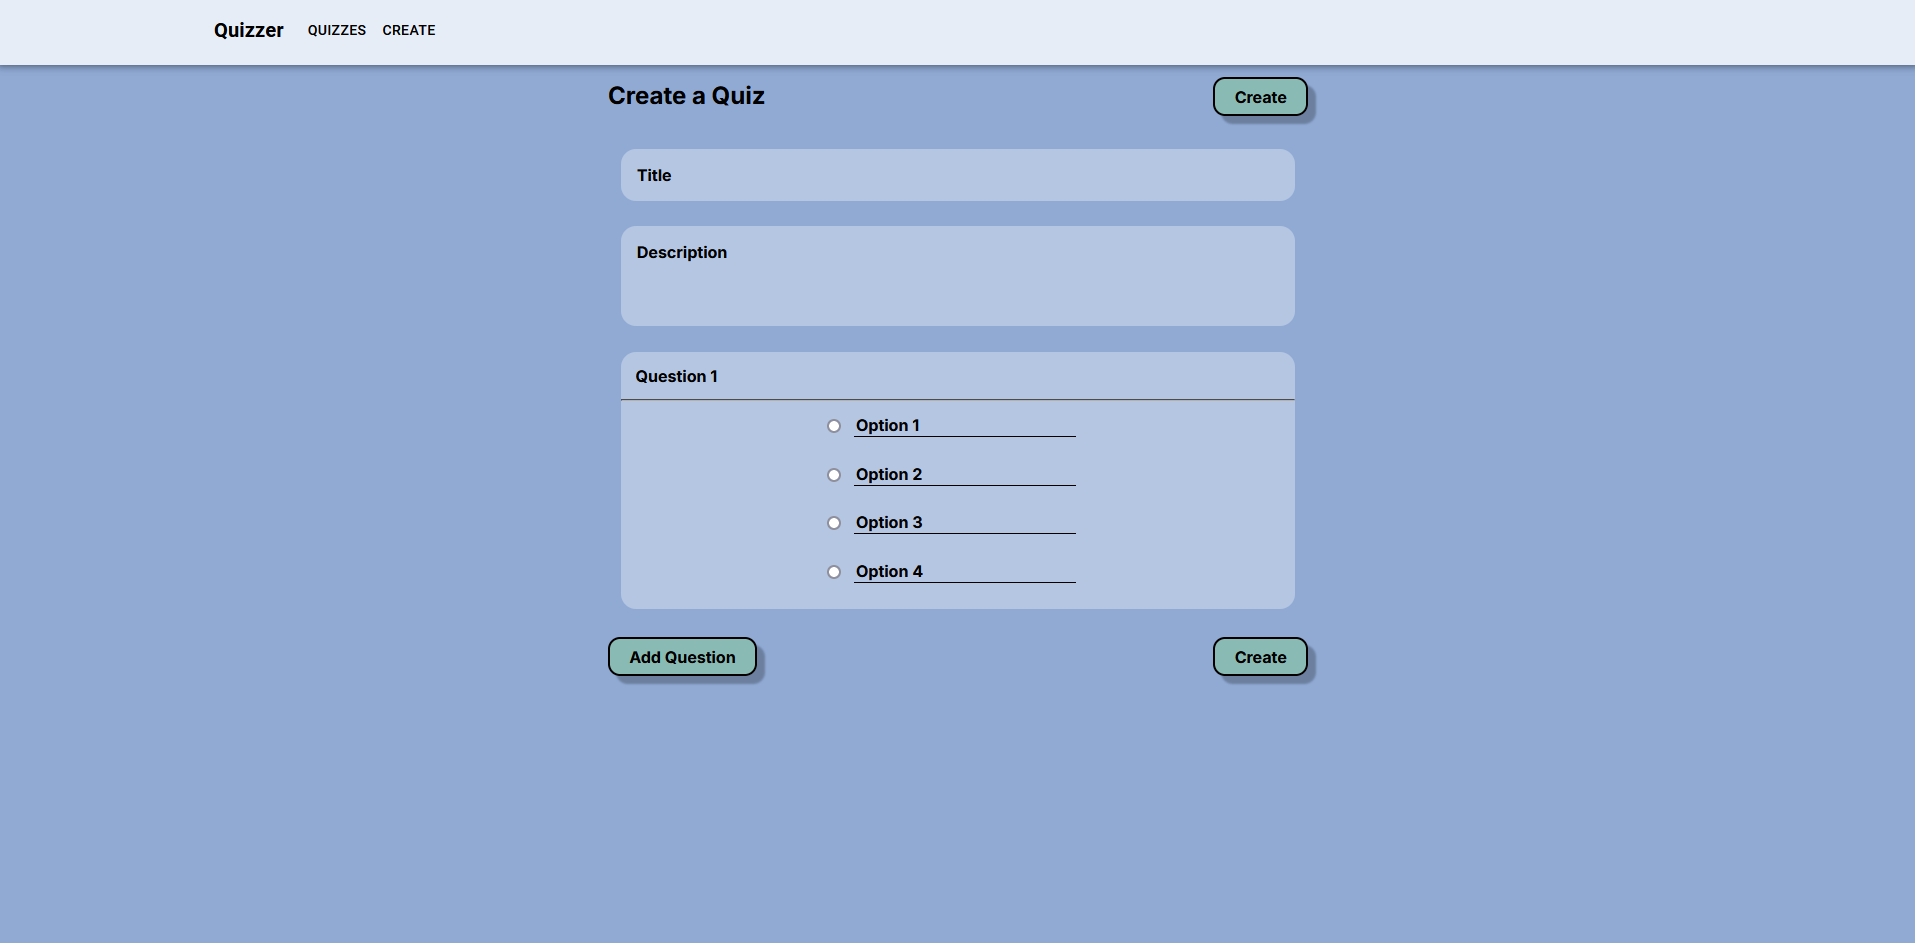 Quizzer QUIZZES CREATE
Create a Quiz Create
Title
Description
Question 1
Option 1
Option 2
Option 3
Option 4
Add Question Create